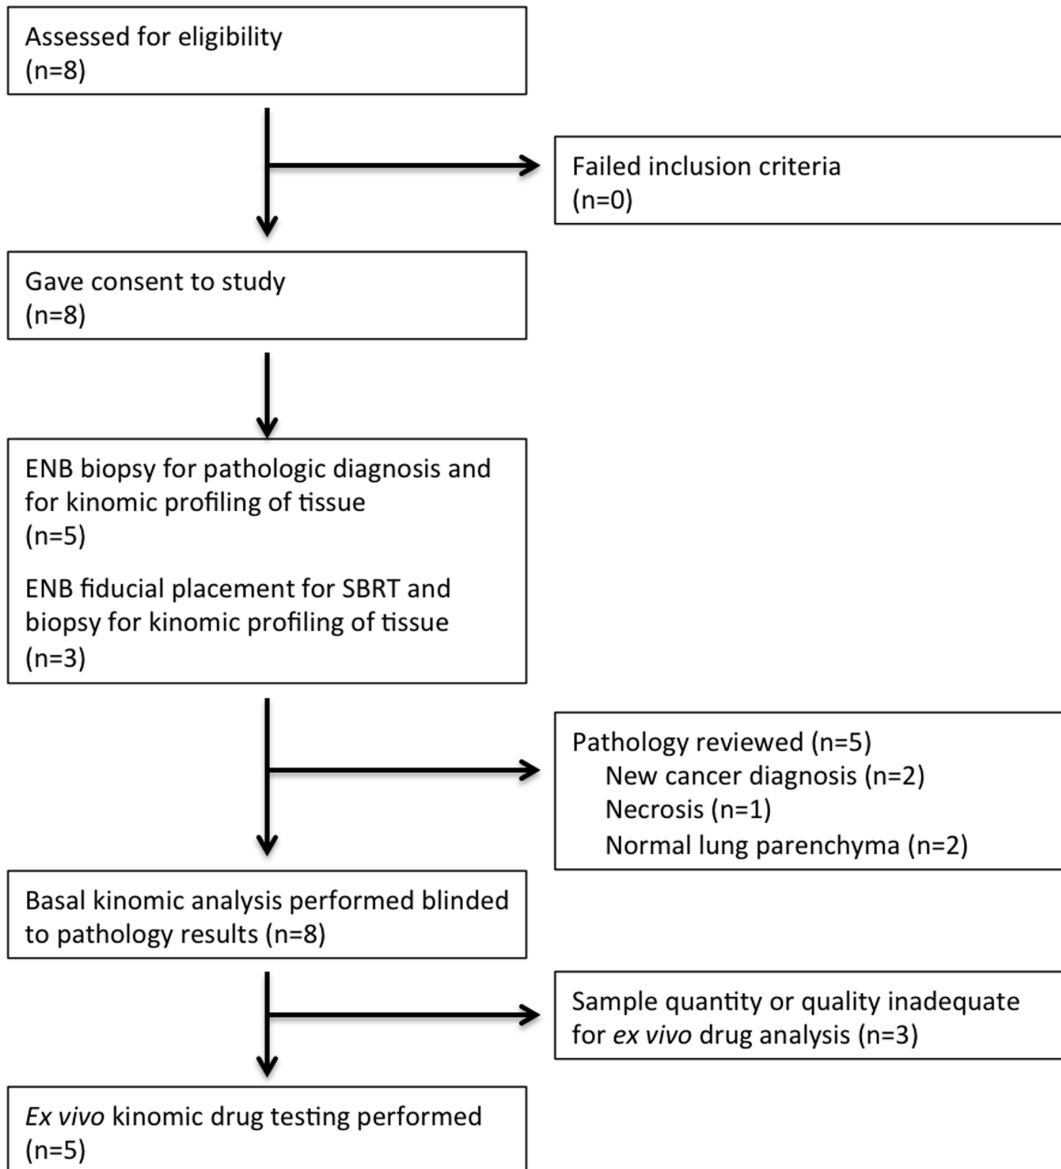 Assessed for eligibility
(n=8)
Failed inclusion criteria
(n=0)
Gave consent to study
(n=8)
ENB biopsy for pathologic diagnosis and
for kinomic profiling of tissue
(n=5)
ENB fiducial placement for SBRT and
biopsy for kinomic profiling of tissue
(n=3)
Pathology reviewed (n=5)
New cancer diagnosis (n=2)
Necrosis (n=1)
Normal lung parenchyma (n=2)
Basal kinomic analysis performed blinded
to pathology results (n=8)
Sample quantity or quality inadequate
for ex vivo drug analysis (n=3)
Ex vivo kinomic drug testing performed
(n=5)